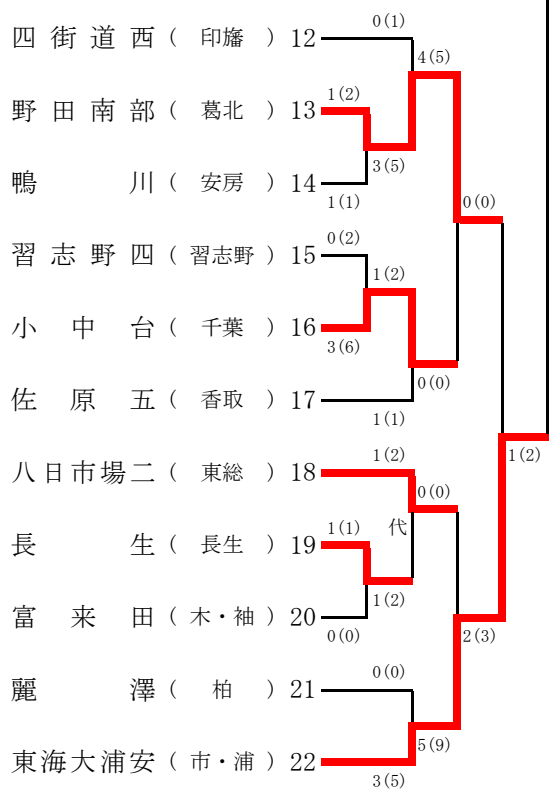 0(1)
四街道西 ( 印旛 ) 12
4(5)
1(2)
野田南部 ( 葛北 ) 13
3(5)
鴨川 ( 安房 ) 14
1(1)
0(0)
0(2)
習志野四 ( 習志野 ) 15
1(2)
小中台 ( 千葉 ) 16
3(6)
0(0)
佐原五 ( 香取 ) 17
1(1)
1(2)
1(2)
八日市場二 ( 東総 ) 18
0(0)
1(1)
代
長生 ( 長生 ) 19
1(2)
富来田 ( 木・袖 ) 20
0(0)
2(3)
0(0)
麗澤 ( 柏 ) 21
5(9)
東海大浦安 ( 市・浦 ) 22
3(5)